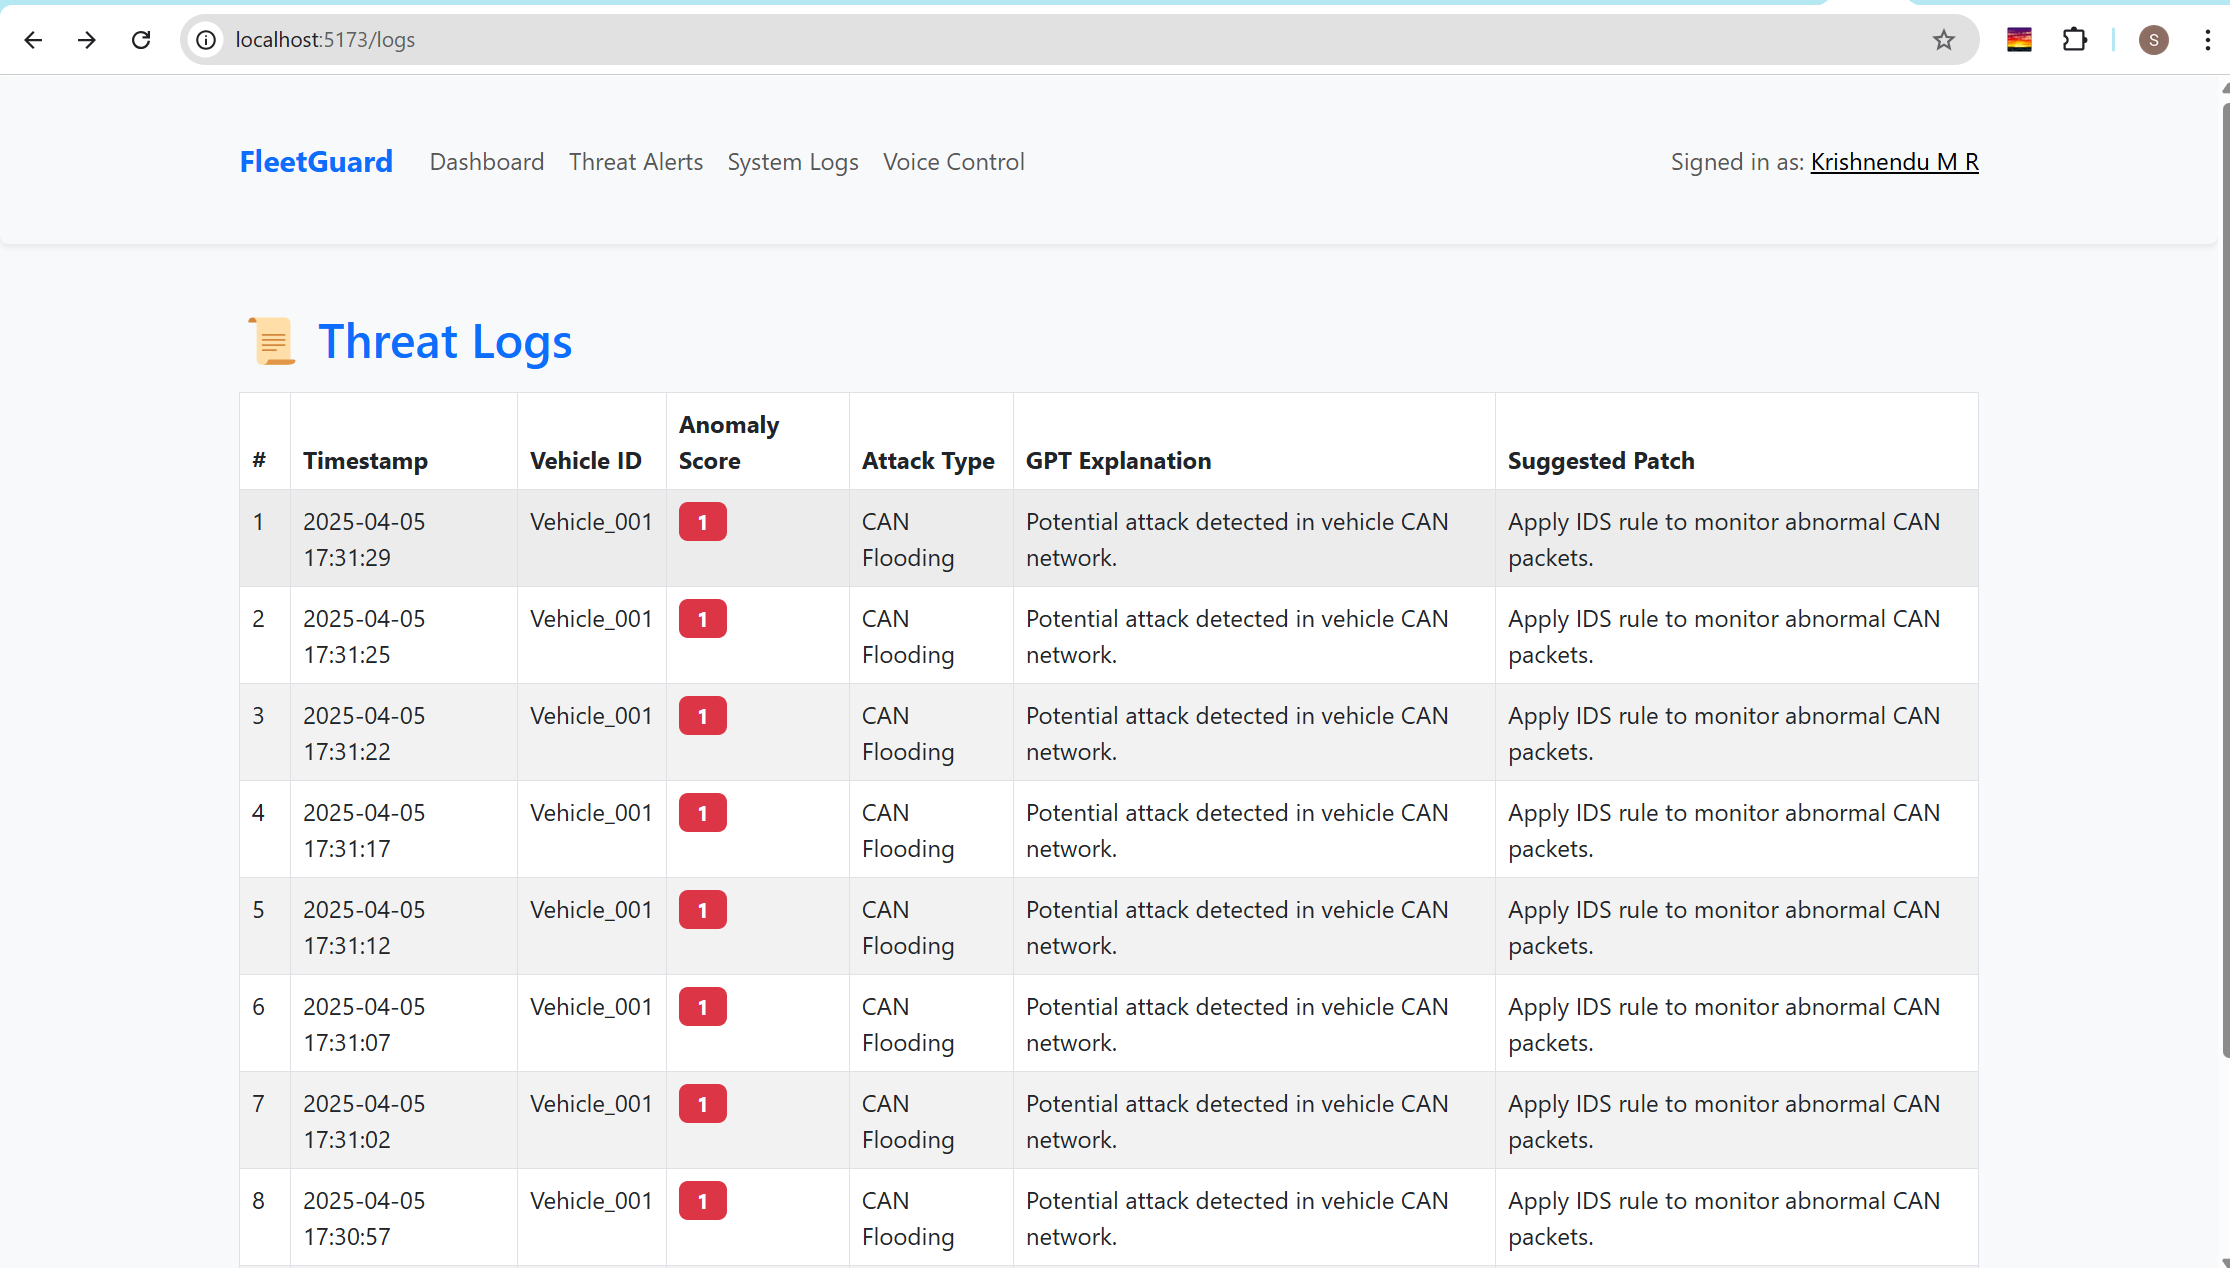 localhost:5173/logs
S
FleetGuard Dashboard Threat Alerts System Logs Voice Control Signed in as: Krishnendu M R
Threat Logs
# Timestamp Vehicle ID Anomaly Score Attack Type GPT Explanation Suggested Patch
1 2025-04-05 17:31:29 Vehicle_001 1 CAN Flooding Potential attack detected in vehicle CAN network. Apply IDS rule to monitor abnormal CAN packets.
2 2025-04-05 17:31:25 Vehicle_001 1 CAN Flooding Potential attack detected in vehicle CAN network. Apply IDS rule to monitor abnormal CAN packets.
3 2025-04-05 17:31:22 Vehicle_001 1 CAN Flooding Potential attack detected in vehicle CAN network. Apply IDS rule to monitor abnormal CAN packets.
4 2025-04-05 17:31:17 Vehicle_001 1 CAN Flooding Potential attack detected in vehicle CAN network. Apply IDS rule to monitor abnormal CAN packets.
5 2025-04-05 17:31:12 Vehicle_001 1 CAN Flooding Potential attack detected in vehicle CAN network. Apply IDS rule to monitor abnormal CAN packets.
6 2025-04-05 17:31:07 Vehicle_001 1 CAN Flooding Potential attack detected in vehicle CAN network. Apply IDS rule to monitor abnormal CAN packets.
7 2025-04-05 17:31:02 Vehicle_001 1 CAN Flooding Potential attack detected in vehicle CAN network. Apply IDS rule to monitor abnormal CAN packets.
8 2025-04-05 17:30:57 Vehicle_001 1 CAN Flooding Potential attack detected in vehicle CAN network. Apply IDS rule to monitor abnormal CAN packets.